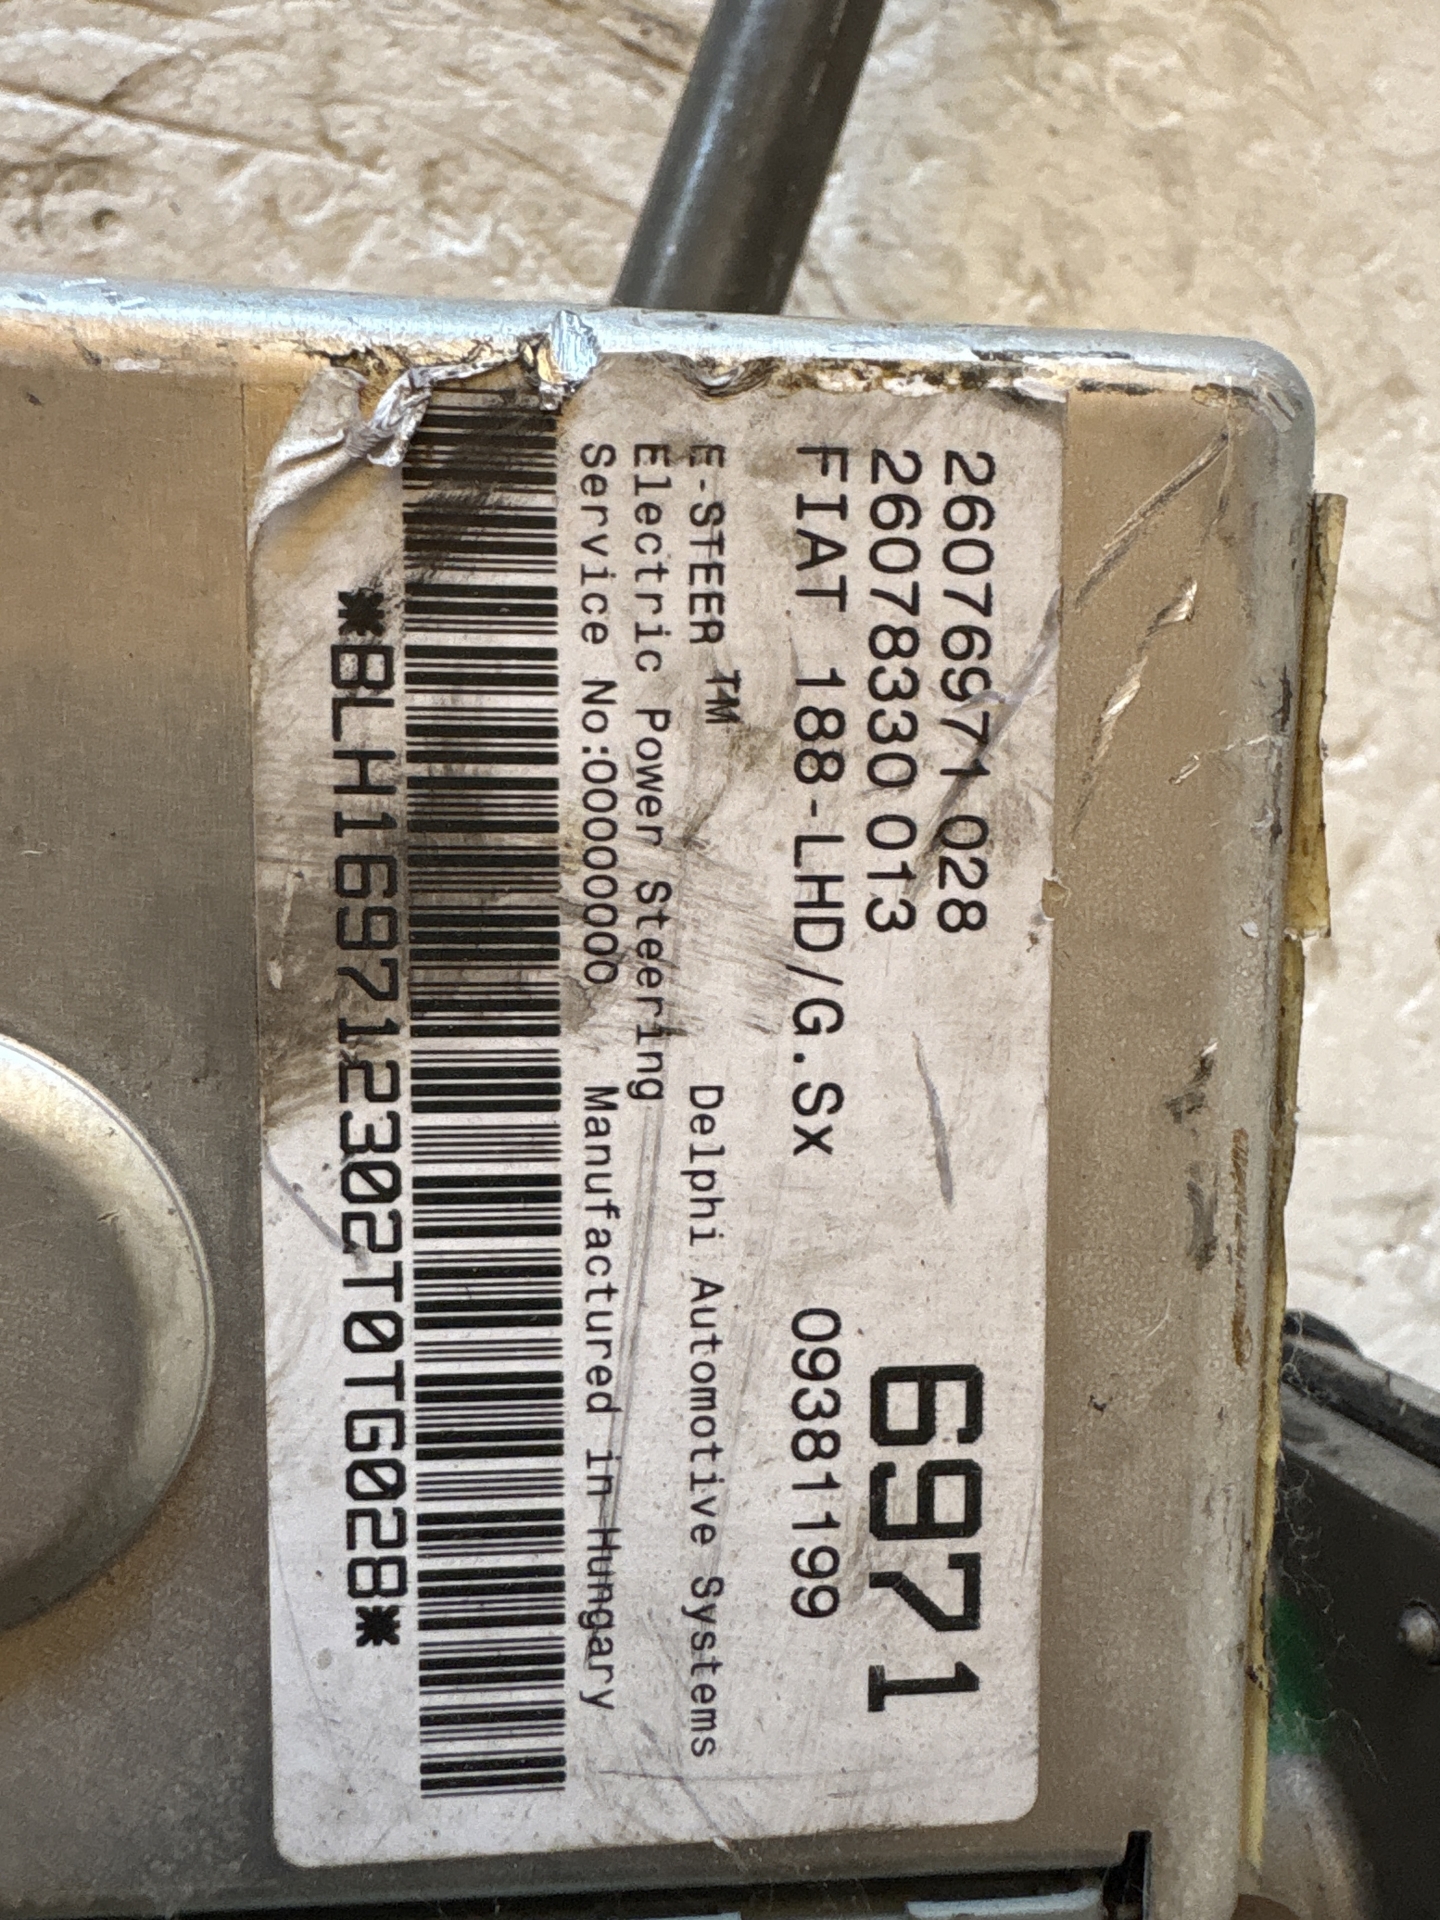 26076971 028
26078330 013
6971
FIAT 188-LHD/G.Sx 09381199
E-STEER TM Delphi Automotive Systems
Electric Power Steering
Service No:00000000 Manufactured in Hungary
*BLH169712302T0TG028*